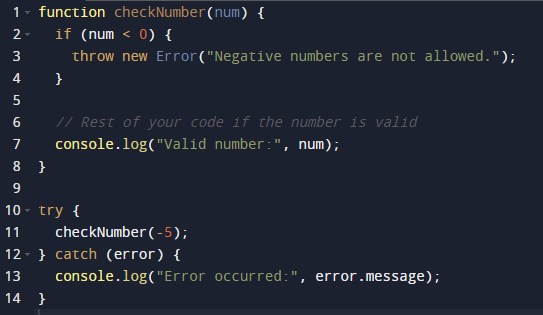 1 function checkNumber(num) {
2   if (num < 0) {
3     throw new Error("Negative numbers are not allowed.");
4   }
5
6   // Rest of your code if the number is valid
7   console.log("Valid number:", num);
8 }
9
10 try {
11   checkNumber(-5);
12 } catch (error) {
13   console.log("Error occurred:", error.message);
14 }